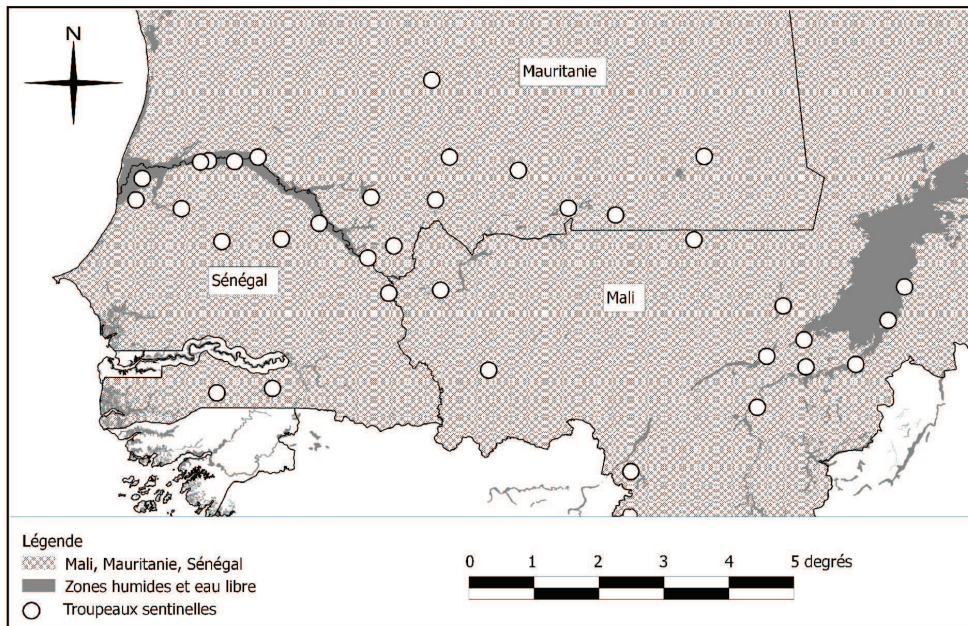 N
Mauritanie
Sénégal
Mali
Légende
Mali, Mauritanie, Sénégal
Zones humides et eau libre
Troupeaux sentinelles
0 1 2 3 4 5 degrés